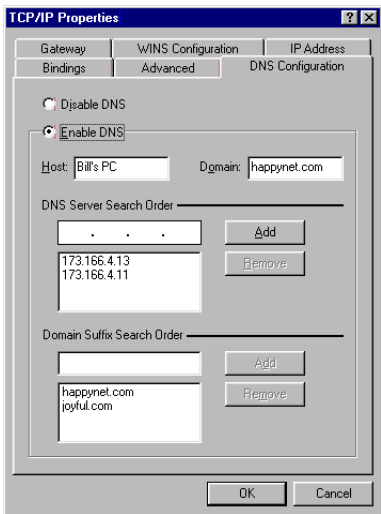 TCP/IP Properties
Gateway WINS Configuration IP Address
Bindings Advanced DNS Configuration
Disable DNS
Enable DNS
Host: Bill's PC Domain: happynet.com
DNS Server Search Order
. . . Add
173.166.4.13 Remove
173.166.4.11
Domain Suffix Search Order
Add
happynet.com Remove
joyful.com
OK Cancel